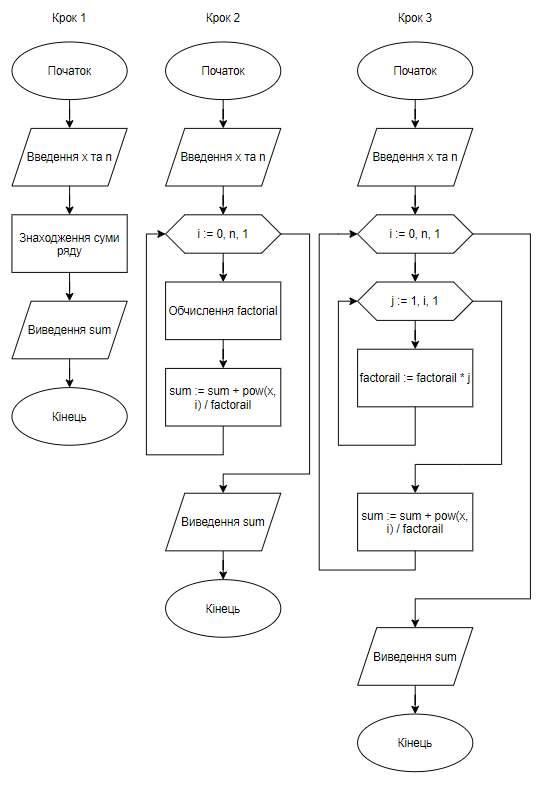 Крок 1
Початок
Введення x та n
Знаходження суми
ряду
Виведення sum
Кінець
Крок 2
Початок
Введення x та n
i := 0, n, 1
Обчислення factorial
sum := sum + pow(x,
i) / factorail
Виведення sum
Кінець
Крок 3
Початок
Введення x та n
i := 0, n, 1
j := 1, i, 1
factorail := factorail * j
sum := sum + pow(x,
i) / factorail
Виведення sum
Кінець